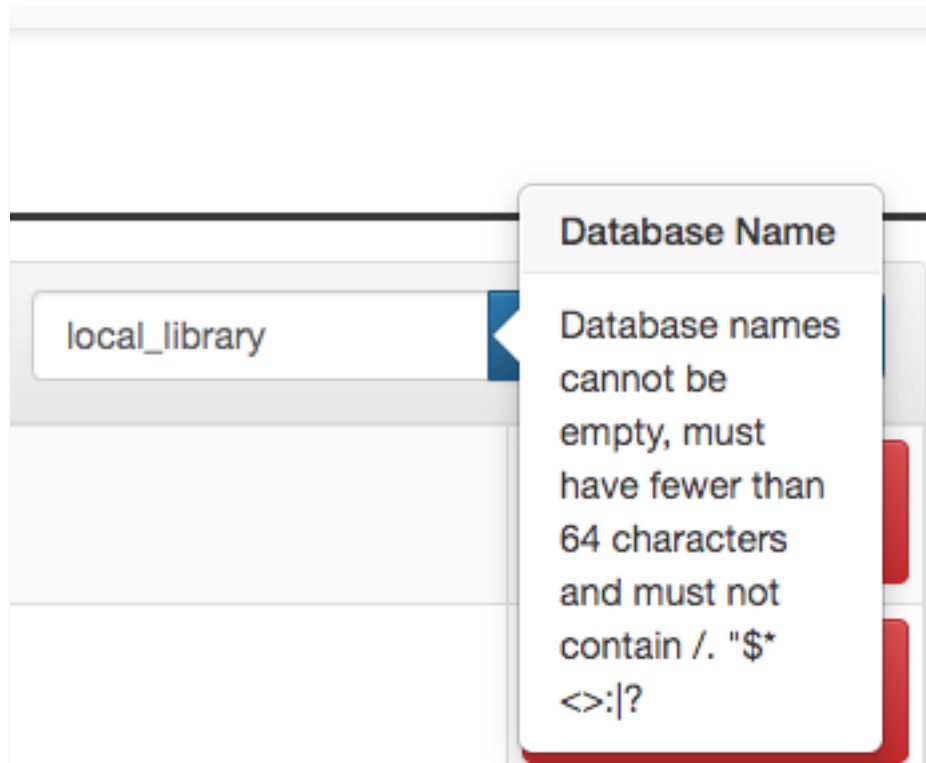 Database Name
local_library
Database names
cannot be
empty, must
have fewer than
64 characters
and must not
contain /. "$*
<>:|?